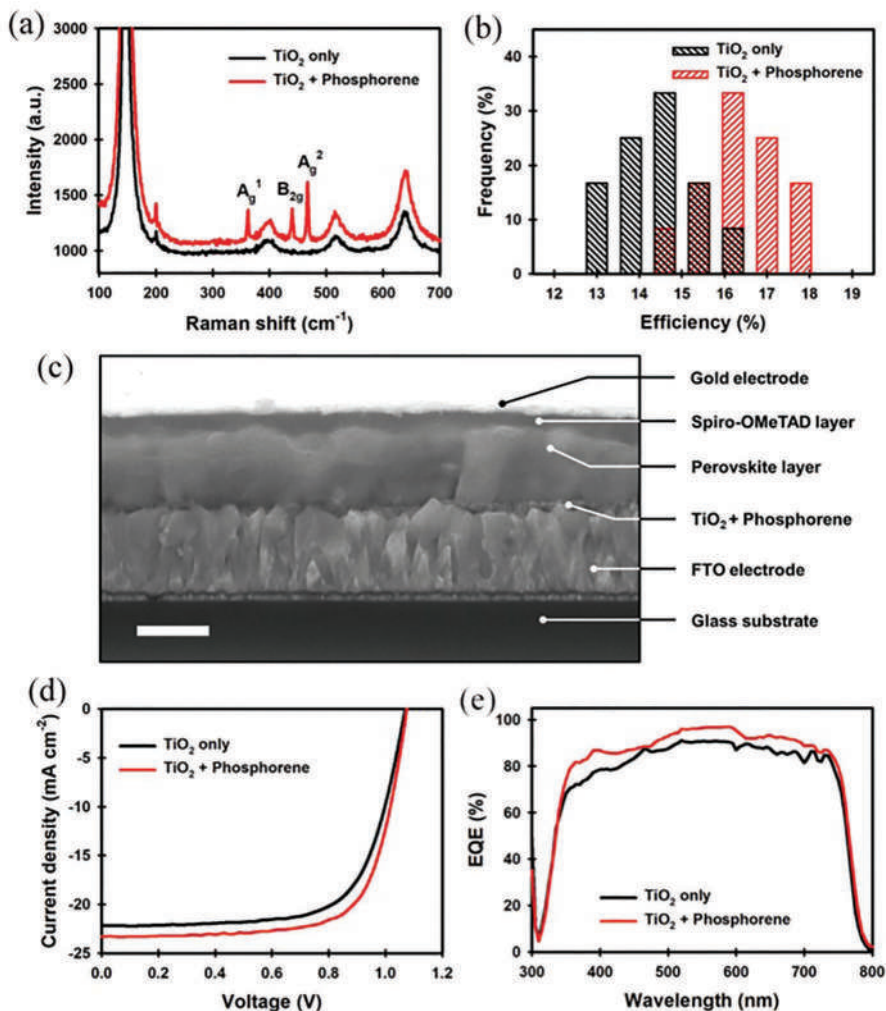 (a)
3000
2500
2000
1500
1000
Intensity (a.u.)
TiO₂ only
TiO₂ + Phosphorene
A_g¹
B_2g
A_g²
100 200 300 400 500 600 700
Raman shift (cm⁻¹)
(b)
40
30
20
10
0
Frequency (%)
TiO₂ only
TiO₂ + Phosphorene
12 13 14 15 16 17 18 19
Efficiency (%)
(c)
Gold electrode
Spiro-OMeTAD layer
Perovskite layer
TiO₂ + Phosphorene
FTO electrode
Glass substrate
(d)
0
-5
-10
-15
-20
-25
Current density (mA cm⁻²)
TiO₂ only
TiO₂ + Phosphorene
0.0 0.2 0.4 0.6 0.8 1.0 1.2
Voltage (V)
(e)
100
80
60
40
20
0
EQE (%)
TiO₂ only
TiO₂ + Phosphorene
300 400 500 600 700 800
Wavelength (nm)